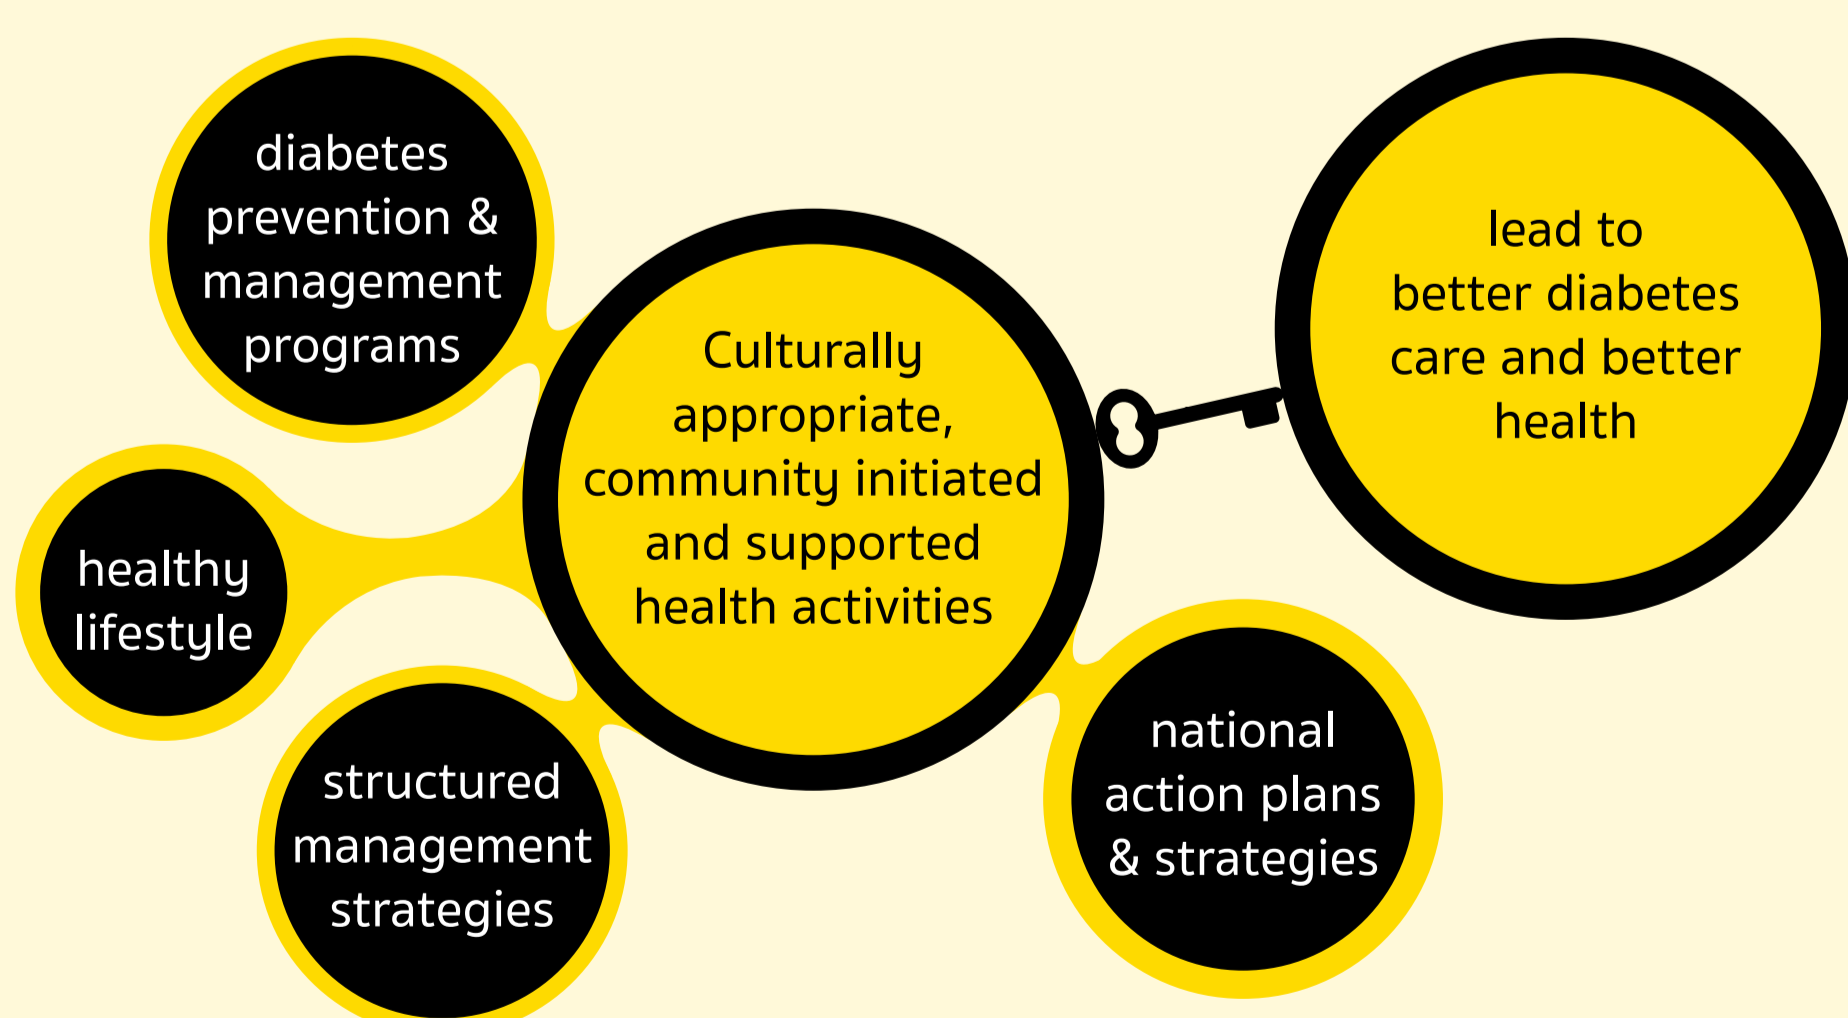 diabetes
prevention &
management
programs
healthy
lifestyle
structured
management
strategies
Culturally
appropriate,
community initiated
and supported
health activities
lead to
better diabetes
care and better
health
national
action plans
& strategies